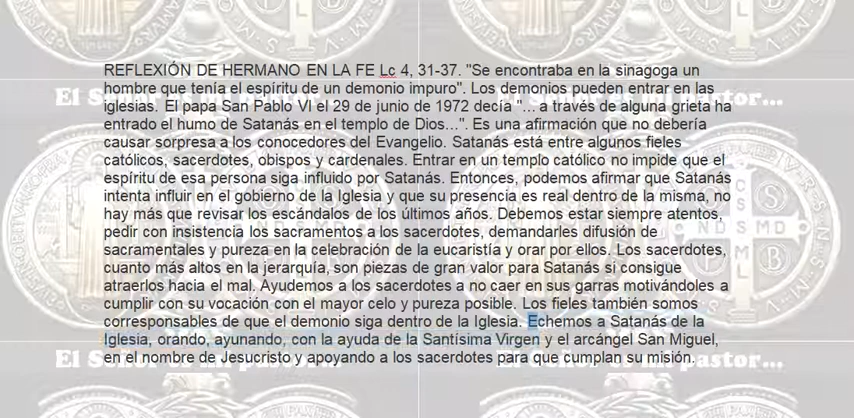 REFLEXIÓN DE HERMANO EN LA FE Lc 4, 31-37. "Se encontraba en la sinagoga un
hombre que tenía el espíritu de un demonio impuro". Los demonios pueden entrar en las
iglesias. El papa San Pablo VI el 29 de junio de 1972 decía "… a través de alguna grieta ha
entrado el humo de Satanás en el templo de Dios…". Es una afirmación que no debería
causar sorpresa a los conocedores del Evangelio. Satanás está entre algunos fieles
católicos, sacerdotes, obispos y cardenales. Entrar en un templo católico no impide que el
espíritu de esa persona siga influido por Satanás. Entonces, podemos afirmar que Satanás
intenta influir en el gobierno de la Iglesia y que su presencia es real dentro de la misma, no
hay más que revisar los escándalos de los últimos años. Debemos estar siempre atentos,
pedir con insistencia los sacramentos a los sacerdotes, demandarles difusión de
sacramentales y pureza en la celebración de la eucaristía y orar por ellos. Los sacerdotes,
cuanto más altos en la jerarquía, son piezas de gran valor para Satanás si consigue
atraerlos hacia el mal. Ayudemos a los sacerdotes a no caer en sus garras motivándoles a
cumplir con su vocación con el mayor celo y pureza posible. Los fieles también somos
corresponsables de que el demonio siga dentro de la Iglesia. Echemos a Satanás de la
Iglesia, orando, ayunando, con la ayuda de la Santísima Virgen y el arcángel San Miguel,
en el nombre de Jesucristo y apoyando a los sacerdotes para que cumplan su misión.